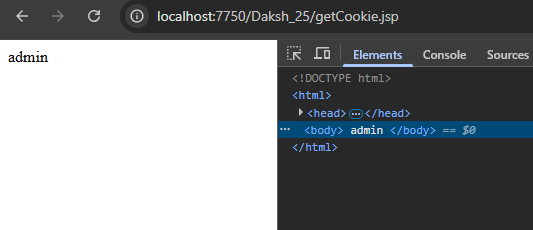 localhost:7750/Daksh_25/getCookie.jsp
admin
Elements Console Sources
<!DOCTYPE html>
<html>
<head>…</head>
… <body> admin </body> == $0
</html>